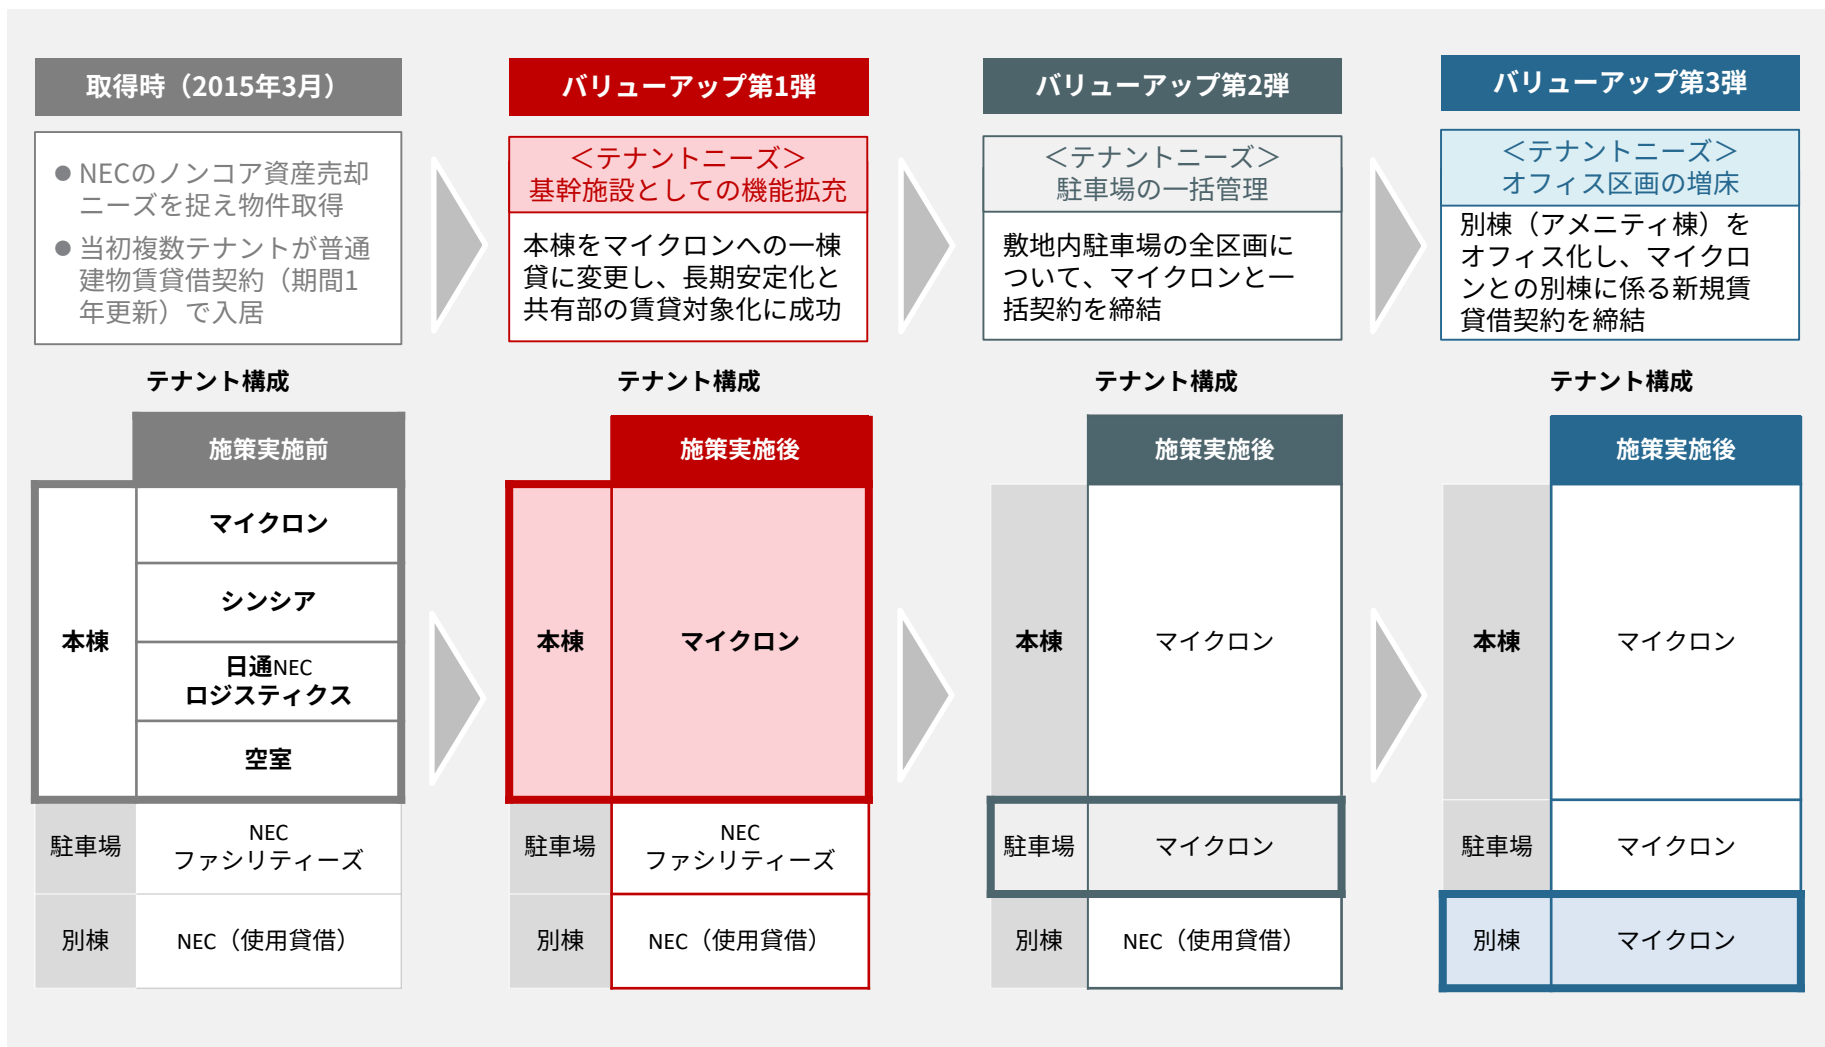 取得時（2015年3月）
● NECのノンコア資産売却
ニーズを捉え物件取得
● 当初複数テナントが普通
建物賃貸借契約（期間1
年更新）で入居
バリューアップ第1弾
＜テナントニーズ＞
基幹施設としての機能拡充
本棟をマイクロンへの一棟
貸に変更し、長期安定化と
共有部の賃貸対象化に成功
バリューアップ第2弾
＜テナントニーズ＞
駐車場の一括管理
敷地内駐車場の全区画に
ついて、マイクロンと一
括契約を締結
バリューアップ第3弾
＜テナントニーズ＞
オフィス区画の増床
別棟（アメニティ棟）を
オフィス化し、マイクロ
ンとの別棟に係る新規賃
貸借契約を締結
テナント構成
施策実施前
本棟
マイクロン
シンシア
日通NEC
ロジスティクス
空室
駐車場
NEC
ファシリティーズ
別棟
NEC（使用貸借）
テナント構成
施策実施後
本棟
マイクロン
駐車場
NEC
ファシリティーズ
別棟
NEC（使用貸借）
テナント構成
施策実施後
本棟
マイクロン
駐車場
マイクロン
別棟
NEC（使用貸借）
テナント構成
施策実施後
本棟
マイクロン
駐車場
マイクロン
別棟
マイクロン